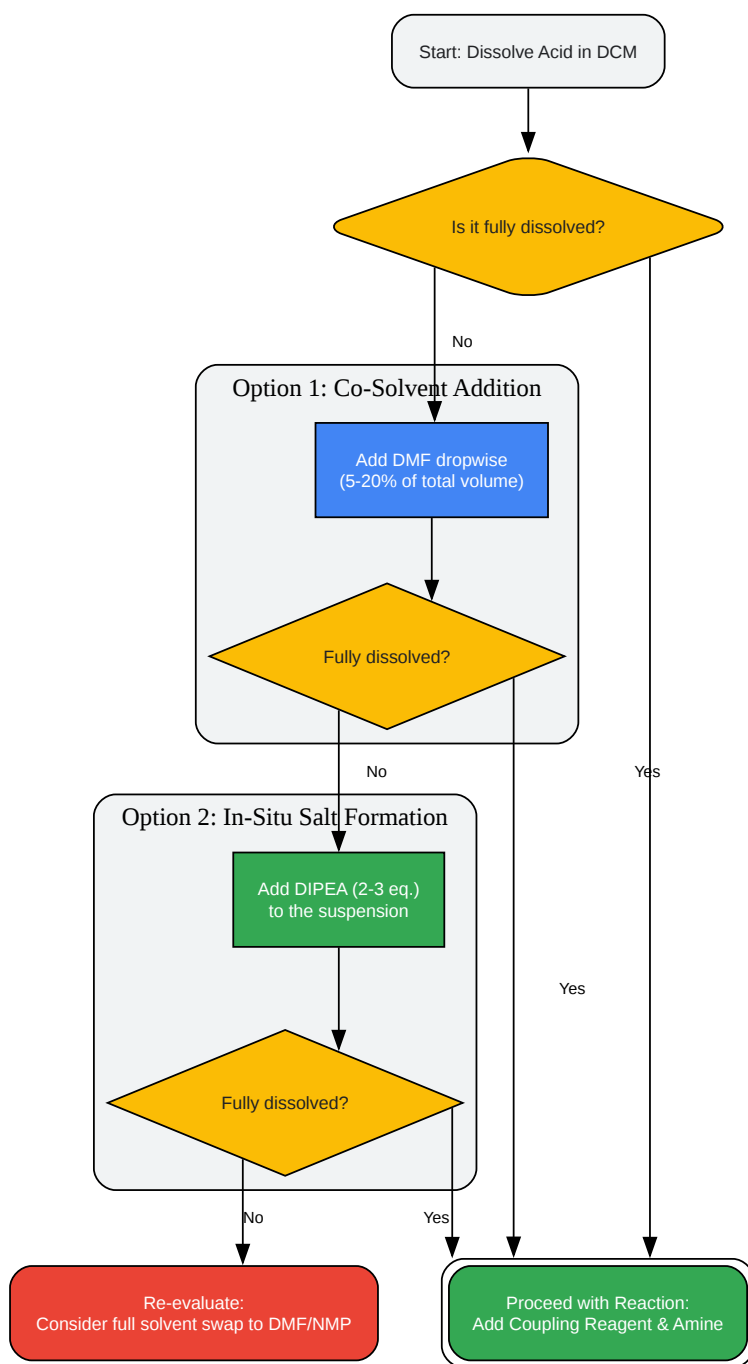 Start: Dissolve Acid in DCM
Is it fully dissolved?
No
Option 1: Co-Solvent Addition
Add DMF dropwise
(5-20% of total volume)
Fully dissolved?
No
Yes
Option 2: In-Situ Salt Formation
Add DIPEA (2-3 eq.)
to the suspension
Yes
Fully dissolved?
No
Yes
Re-evaluate:
Consider full solvent swap to DMF/NMP
Proceed with Reaction:
Add Coupling Reagent & Amine